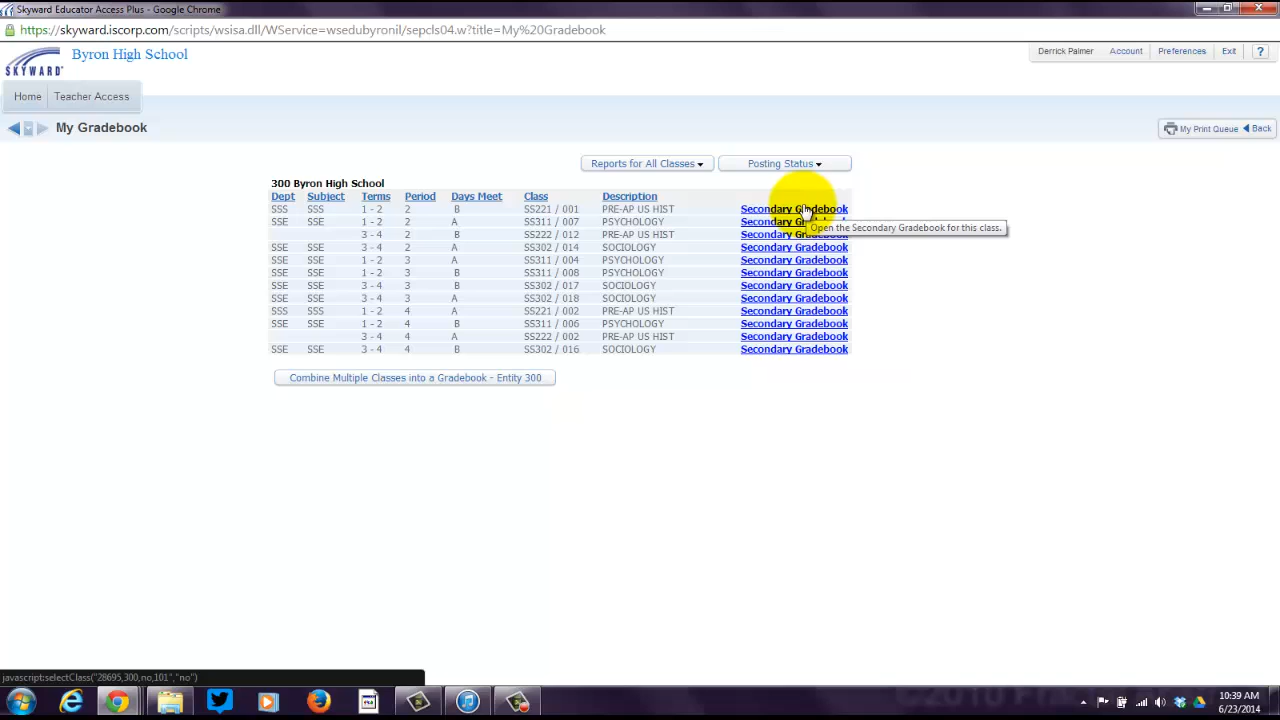 Skyward Educator Access Plus - Google Chrome
https://skyward.iscorp.com/scripts/wsisa.dll/WService=wsedubyronil/sepcls04.w?title=My%20Gradebook
SKYWARD Byron High School
Derrick Palmer Account Preferences Exit ?
Home Teacher Access
My Gradebook
My Print Queue Back
Reports for All Classes Posting Status
300 Byron High School
Dept Subject Terms Period Days Meet Class Description
SSS SSS 1 - 2 2 B SS221 / 001 PRE-AP US HIST Secondary Gradebook
SSE SSE 1 - 2 2 A SS311 / 007 PSYCHOLOGY Secondary Gradebook
Open the Secondary Gradebook for this class.
3 - 4 2 B SS222 / 012 PRE-AP US HIST Secondary Gradebook
SSE SSE 3 - 4 2 A SS302 / 014 SOCIOLOGY Secondary Gradebook
SSE SSE 1 - 2 3 A SS311 / 004 PSYCHOLOGY Secondary Gradebook
SSE SSE 1 - 2 3 B SS311 / 008 PSYCHOLOGY Secondary Gradebook
SSE SSE 3 - 4 3 B SS302 / 017 SOCIOLOGY Secondary Gradebook
SSE SSE 3 - 4 3 A SS302 / 018 SOCIOLOGY Secondary Gradebook
SSS SSS 1 - 2 4 A SS221 / 002 PRE-AP US HIST Secondary Gradebook
SSE SSE 1 - 2 4 B SS311 / 006 PSYCHOLOGY Secondary Gradebook
3 - 4 4 A SS222 / 002 PRE-AP US HIST Secondary Gradebook
SSE SSE 3 - 4 4 B SS302 / 016 SOCIOLOGY Secondary Gradebook
Combine Multiple Classes into a Gradebook - Entity 300
javascript:selectClass("28695,300,no,101","no")
10:39 AM
6/23/2014